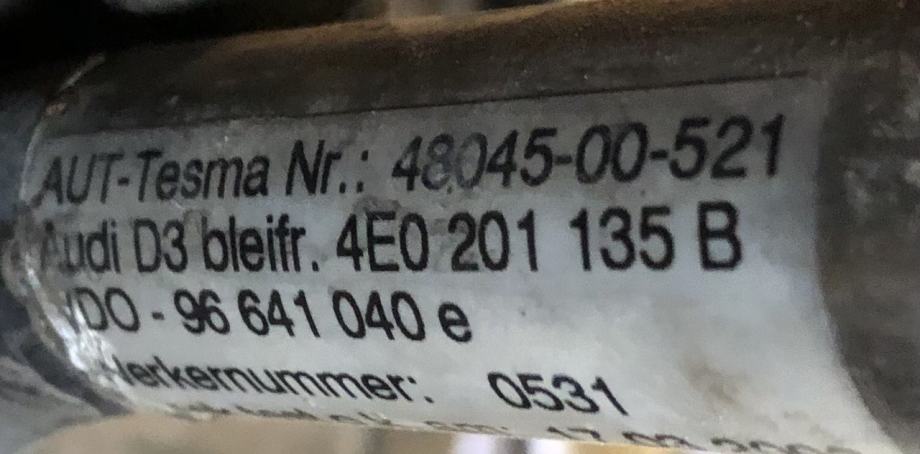 AUT-Tesma Nr.: 48045-00-521
Audi D3 bleifr. 4E0 201 135 B
VDO - 96 641 040 e
Werkernummer: 0531